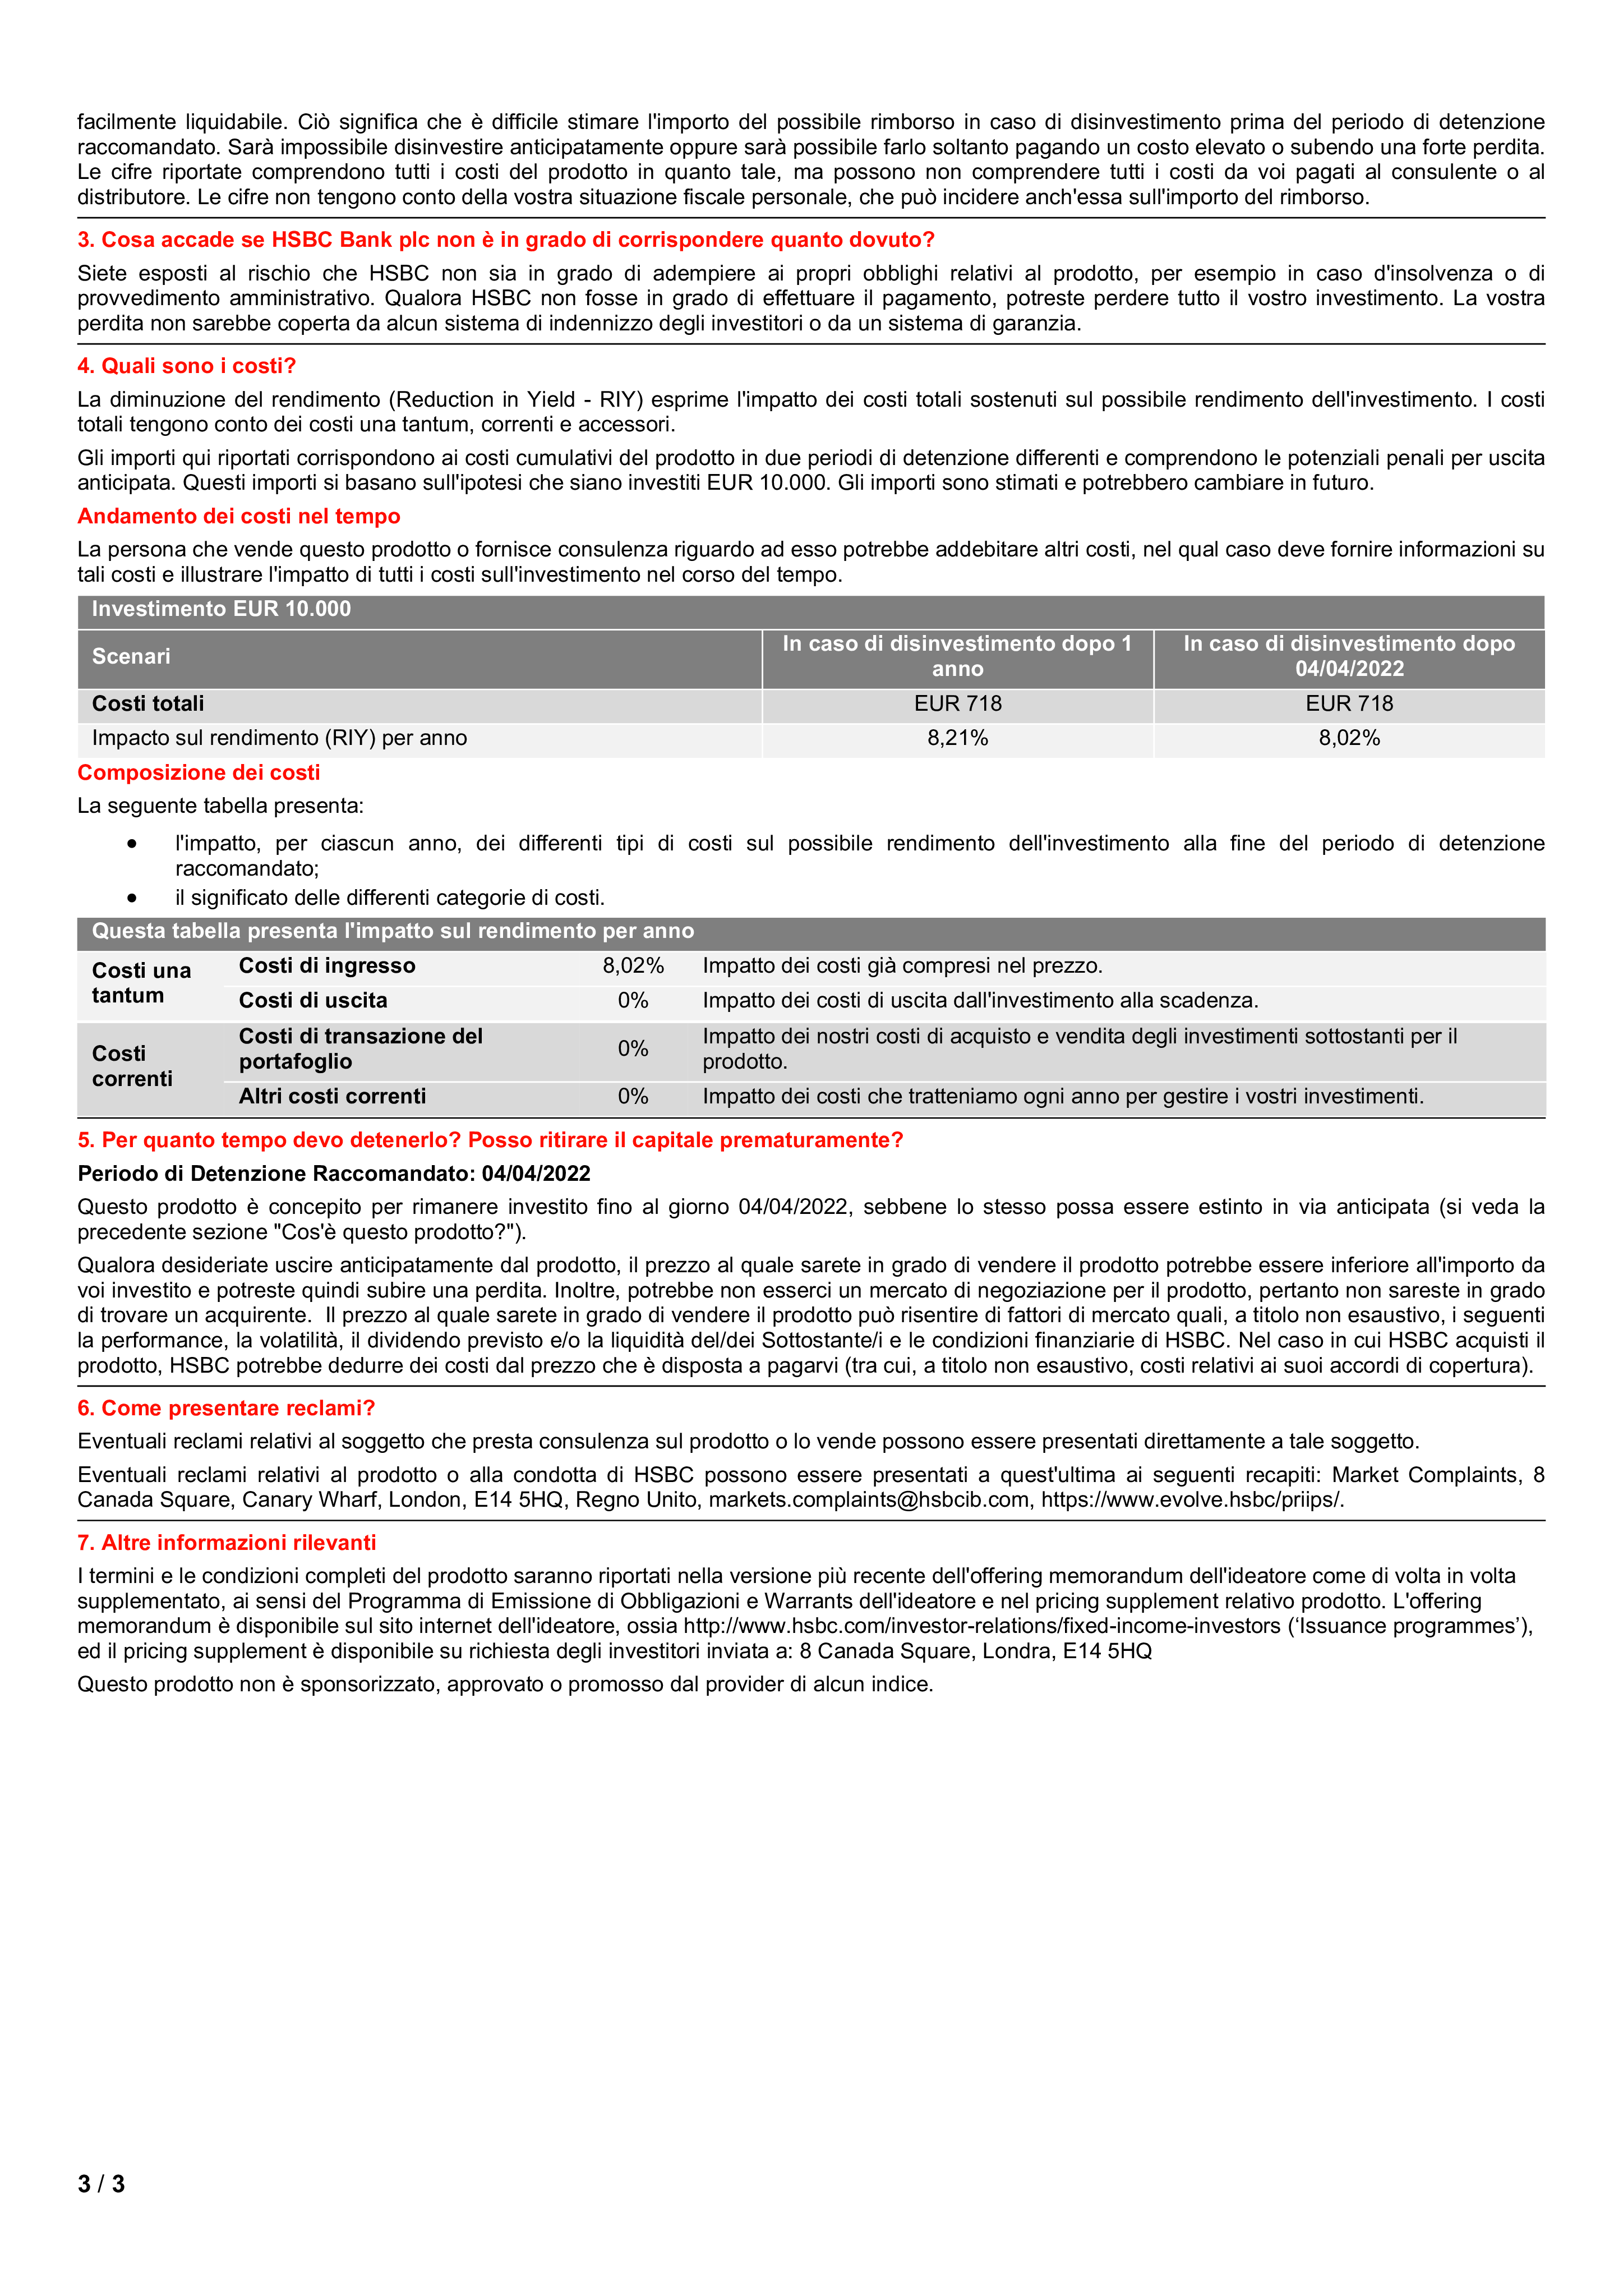 facilmente liquidabile. Ciò significa che è difficile stimare l'importo del possibile rimborso in caso di disinvestimento prima del periodo di detenzione
raccomandato. Sarà impossibile disinvestire anticipatamente oppure sarà possibile farlo soltanto pagando un costo elevato o subendo una forte perdita.
Le cifre riportate comprendono tutti i costi del prodotto in quanto tale, ma possono non comprendere tutti i costi da voi pagati al consulente o al
distributore. Le cifre non tengono conto della vostra situazione fiscale personale, che può incidere anch'essa sull'importo del rimborso.
3. Cosa accade se HSBC Bank plc non è in grado di corrispondere quanto dovuto?
Siete esposti al rischio che HSBC non sia in grado di adempiere ai propri obblighi relativi al prodotto, per esempio in caso d'insolvenza o di
provvedimento amministrativo. Qualora HSBC non fosse in grado di effettuare il pagamento, potreste perdere tutto il vostro investimento. La vostra
perdita non sarebbe coperta da alcun sistema di indennizzo degli investitori o da un sistema di garanzia.
4. Quali sono i costi?
La diminuzione del rendimento (Reduction in Yield - RIY) esprime l'impatto dei costi totali sostenuti sul possibile rendimento dell'investimento. I costi
totali tengono conto dei costi una tantum, correnti e accessori.
Gli importi qui riportati corrispondono ai costi cumulativi del prodotto in due periodi di detenzione differenti e comprendono le potenziali penali per uscita
anticipata. Questi importi si basano sull'ipotesi che siano investiti EUR 10.000. Gli importi sono stimati e potrebbero cambiare in futuro.
Andamento dei costi nel tempo
La persona che vende questo prodotto o fornisce consulenza riguardo ad esso potrebbe addebitare altri costi, nel qual caso deve fornire informazioni su
tali costi e illustrare l'impatto di tutti i costi sull'investimento nel corso del tempo.
Investimento EUR 10.000
Scenari
In caso di disinvestimento dopo 1
anno
In caso di disinvestimento dopo
04/04/2022
Costi totali EUR 718 EUR 718
Impacto sul rendimento (RIY) per anno 8,21% 8,02%
Composizione dei costi
La seguente tabella presenta:
• l'impatto, per ciascun anno, dei differenti tipi di costi sul possibile rendimento dell'investimento alla fine del periodo di detenzione
raccomandato;
• il significato delle differenti categorie di costi.
Questa tabella presenta l'impatto sul rendimento per anno
Costi una
tantum
Costi di ingresso 8,02% Impatto dei costi già compresi nel prezzo.
Costi di uscita 0% Impatto dei costi di uscita dall'investimento alla scadenza.
Costi
correnti
Costi di transazione del
portafoglio
0%
Impatto dei nostri costi di acquisto e vendita degli investimenti sottostanti per il
prodotto.
Altri costi correnti 0% Impatto dei costi che tratteniamo ogni anno per gestire i vostri investimenti.
5. Per quanto tempo devo detenerlo? Posso ritirare il capitale prematuramente?
Periodo di Detenzione Raccomandato: 04/04/2022
Questo prodotto è concepito per rimanere investito fino al giorno 04/04/2022, sebbene lo stesso possa essere estinto in via anticipata (si veda la
precedente sezione "Cos'è questo prodotto?").
Qualora desideriate uscire anticipatamente dal prodotto, il prezzo al quale sarete in grado di vendere il prodotto potrebbe essere inferiore all'importo da
voi investito e potreste quindi subire una perdita. Inoltre, potrebbe non esserci un mercato di negoziazione per il prodotto, pertanto non sareste in grado
di trovare un acquirente. Il prezzo al quale sarete in grado di vendere il prodotto può risentire di fattori di mercato quali, a titolo non esaustivo, i seguenti
la performance, la volatilità, il dividendo previsto e/o la liquidità del/dei Sottostante/i e le condizioni finanziarie di HSBC. Nel caso in cui HSBC acquisti il
prodotto, HSBC potrebbe dedurre dei costi dal prezzo che è disposta a pagarvi (tra cui, a titolo non esaustivo, costi relativi ai suoi accordi di copertura).
6. Come presentare reclami?
Eventuali reclami relativi al soggetto che presta consulenza sul prodotto o lo vende possono essere presentati direttamente a tale soggetto.
Eventuali reclami relativi al prodotto o alla condotta di HSBC possono essere presentati a quest'ultima ai seguenti recapiti: Market Complaints, 8
Canada Square, Canary Wharf, London, E14 5HQ, Regno Unito, markets.complaints@hsbcib.com, https://www.evolve.hsbc/priips/.
7. Altre informazioni rilevanti
I termini e le condizioni completi del prodotto saranno riportati nella versione più recente dell'offering memorandum dell'ideatore come di volta in volta
supplementato, ai sensi del Programma di Emissione di Obbligazioni e Warrants dell'ideatore e nel pricing supplement relativo prodotto. L'offering
memorandum è disponibile sul sito internet dell'ideatore, ossia http://www.hsbc.com/investor-relations/fixed-income-investors (‘Issuance programmes’),
ed il pricing supplement è disponibile su richiesta degli investitori inviata a: 8 Canada Square, Londra, E14 5HQ
Questo prodotto non è sponsorizzato, approvato o promosso dal provider di alcun indice.
3 / 3